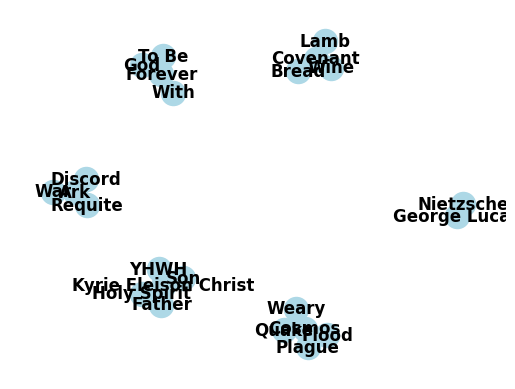 To Be
God
Forever
With
Lamb
Covenant
Bread
Wine
Discord
War
Ark
Requite
Nietzsche
George Luca
YHWH
Son
Kyrie Eleison Christ
Holy Spirit
Father
Weary
Quake
Cosmos
Flood
Plague